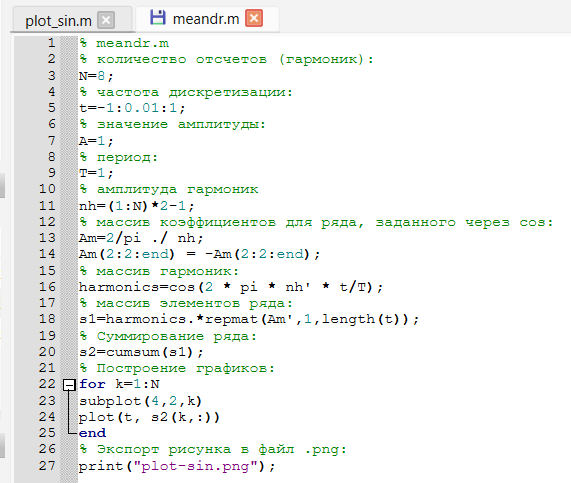 plot_sin.m meandr.m
1 % meandr.m
2 % количество отсчетов (гармоник):
3 N=8;
4 % частота дискретизации:
5 t=-1:0.01:1;
6 % значение амплитуды:
7 A=1;
8 % период:
9 T=1;
10 % амплитуда гармоник
11 nh=(1:N)*2-1;
12 % массив коэффициентов для ряда, заданного через cos:
13 Am=2/pi ./ nh;
14 Am(2:2:end) = -Am(2:2:end);
15 % массив гармоник:
16 harmonics=cos(2 * pi * nh' * t/T);
17 % массив элементов ряда:
18 s1=harmonics.*repmat(Am',1,length(t));
19 % Суммирование ряда:
20 s2=cumsum(s1);
21 % Построение графиков:
22 for k=1:N
23 subplot(4,2,k)
24 plot(t, s2(k,:))
25 end
26 % Экспорт рисунка в файл .png:
27 print("plot-sin.png");